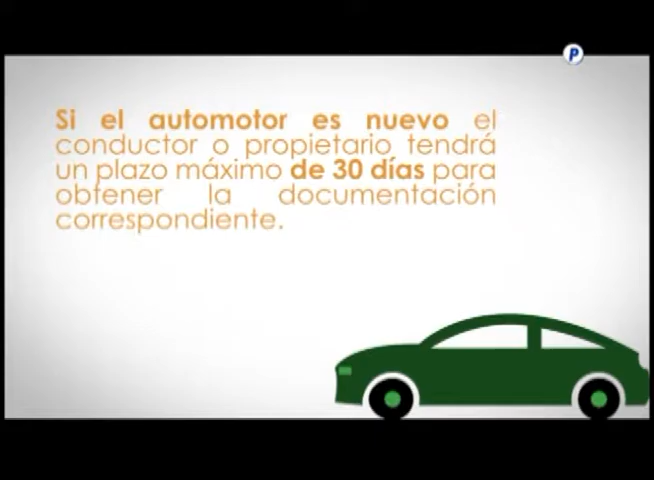 P
Si el automotor es nuevo el
conductor o propietario tendrá
un plazo máximo de 30 días para
obtener la documentación
correspondiente.